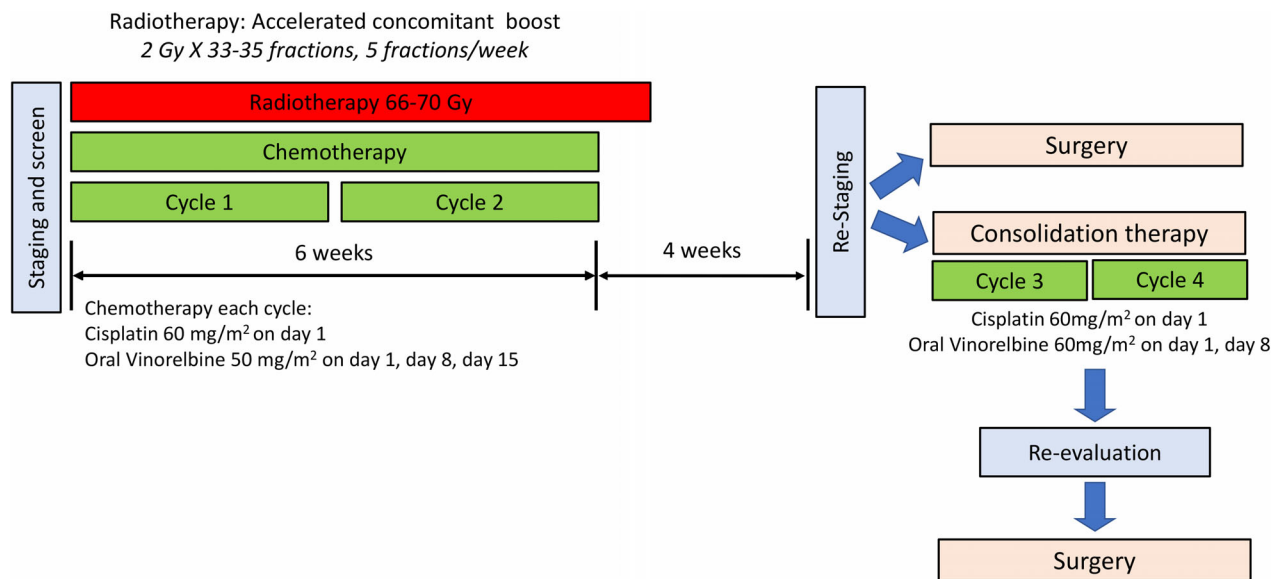 Radiotherapy: Accelerated concomitant boost
2 Gy X 33-35 fractions, 5 fractions/week
Staging and screen
Radiotherapy 66-70 Gy
Chemotherapy
Cycle 1
Cycle 2
6 weeks
4 weeks
Chemotherapy each cycle:
Cisplatin 60 mg/m² on day 1
Oral Vinorelbine 50 mg/m² on day 1, day 8, day 15
Re-Staging
Surgery
Consolidation therapy
Cycle 3
Cycle 4
Cisplatin 60mg/m² on day 1
Oral Vinorelbine 60mg/m² on day 1, day 8
Re-evaluation
Surgery